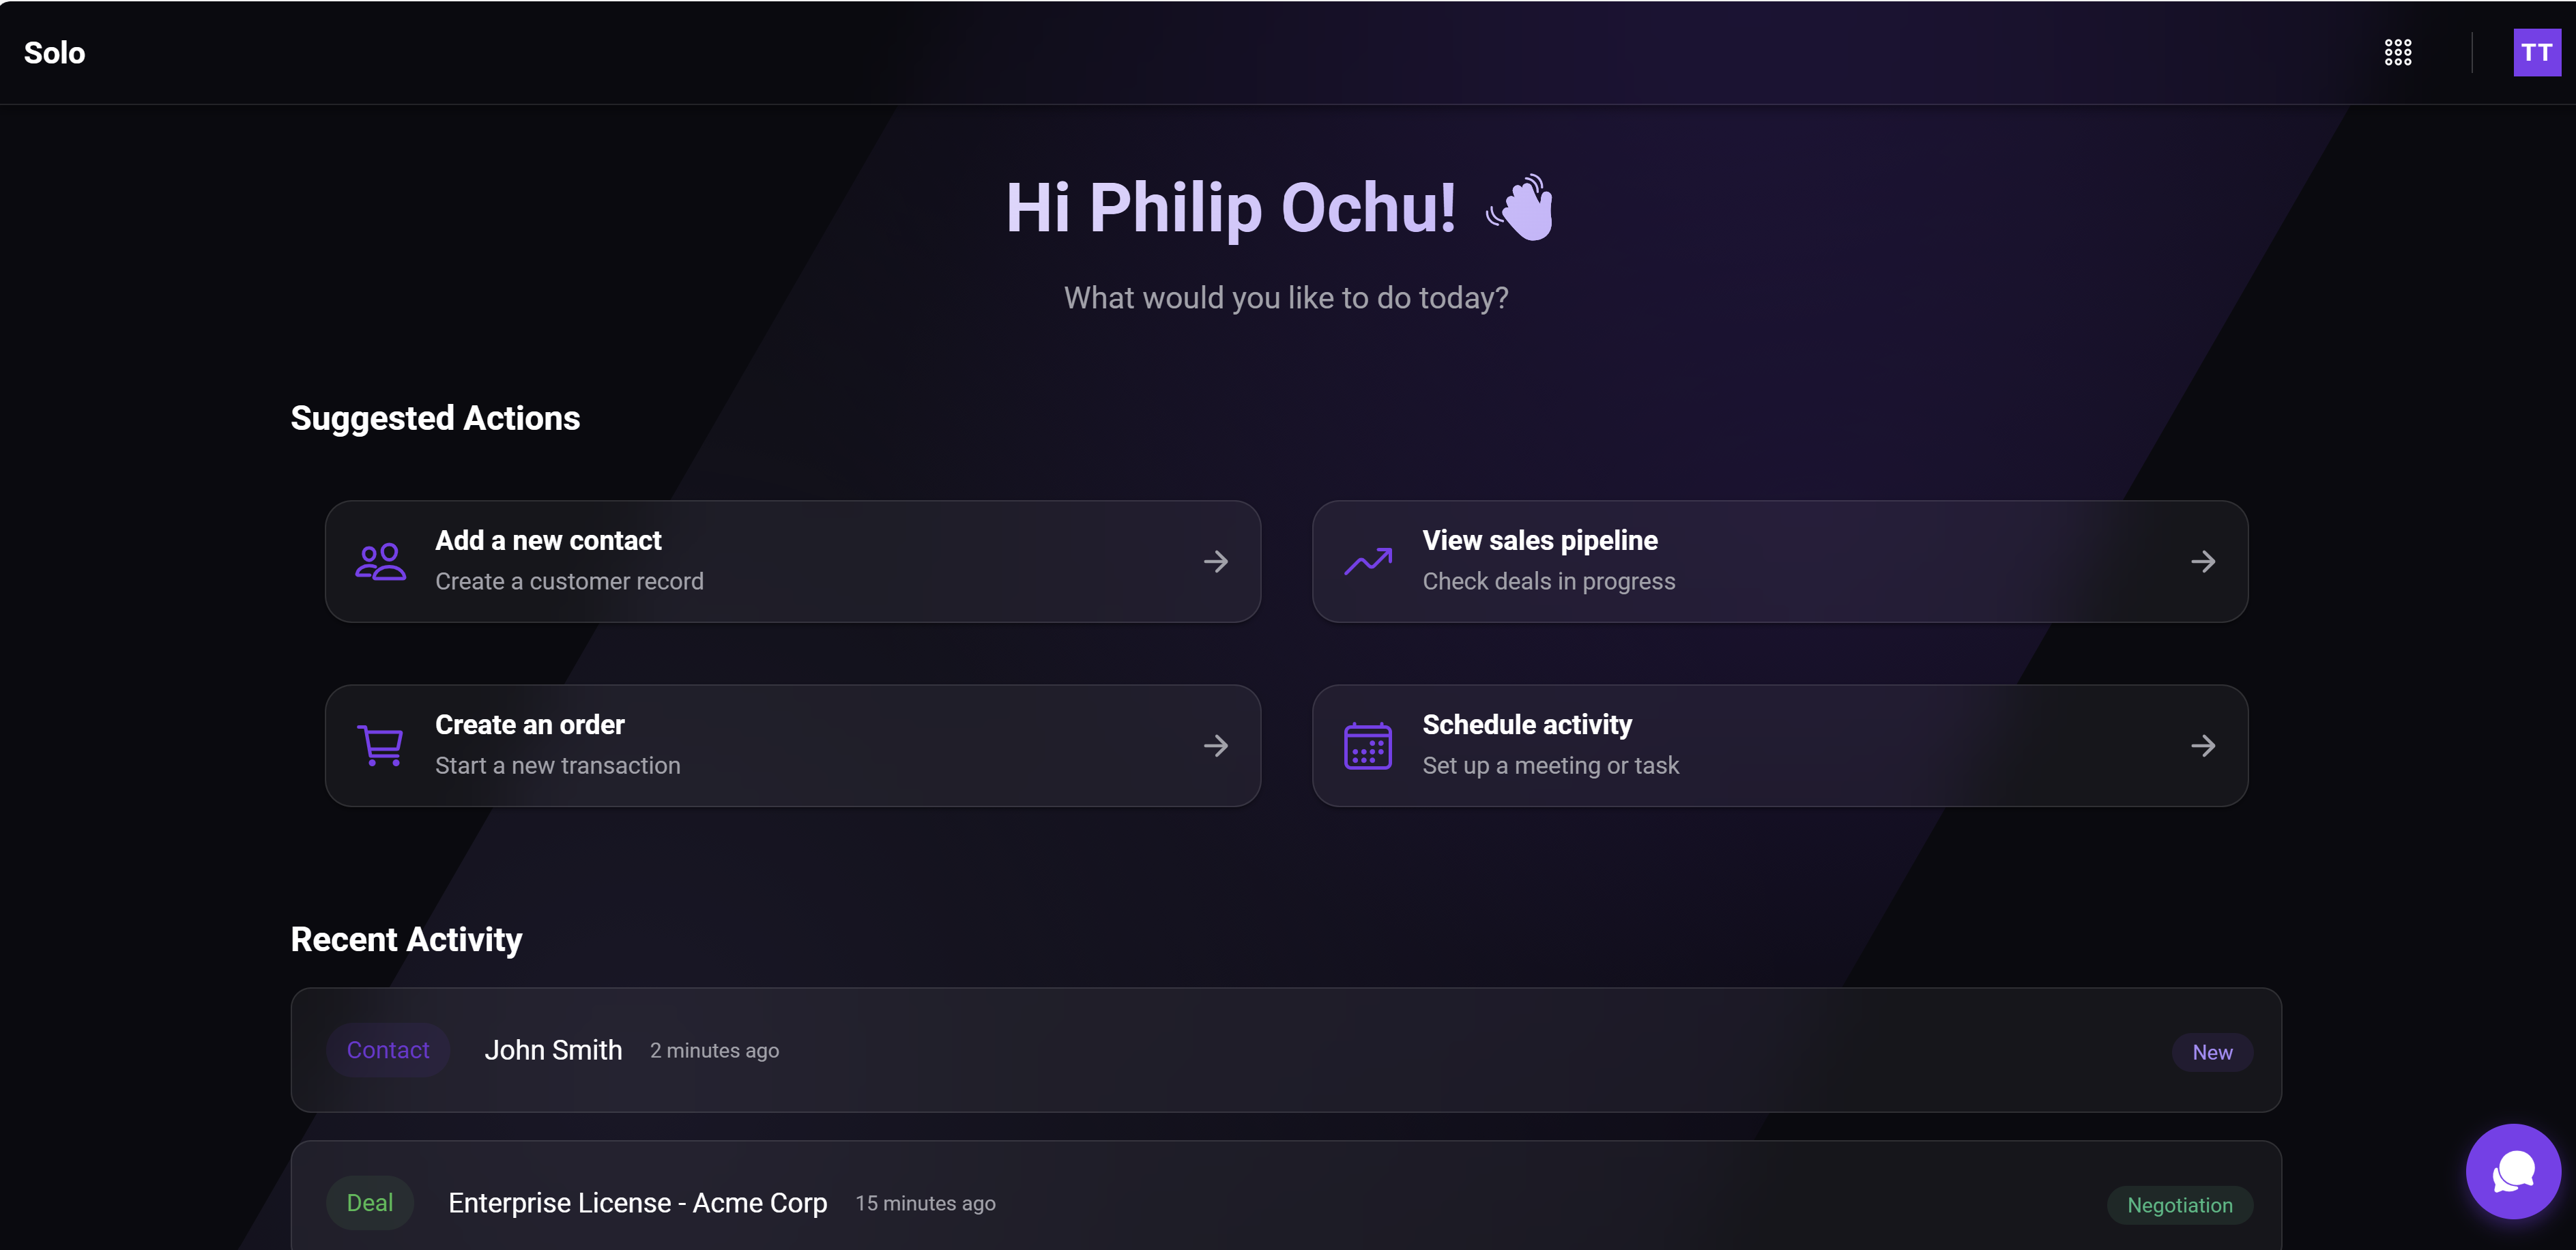 Solo
TT
Hi Philip Ochu!
What would you like to do today?
Suggested Actions
Add a new contact
Create a customer record
View sales pipeline
Check deals in progress
Create an order
Start a new transaction
Schedule activity
Set up a meeting or task
Recent Activity
Contact John Smith 2 minutes ago New
Deal Enterprise License - Acme Corp 15 minutes ago Negotiation